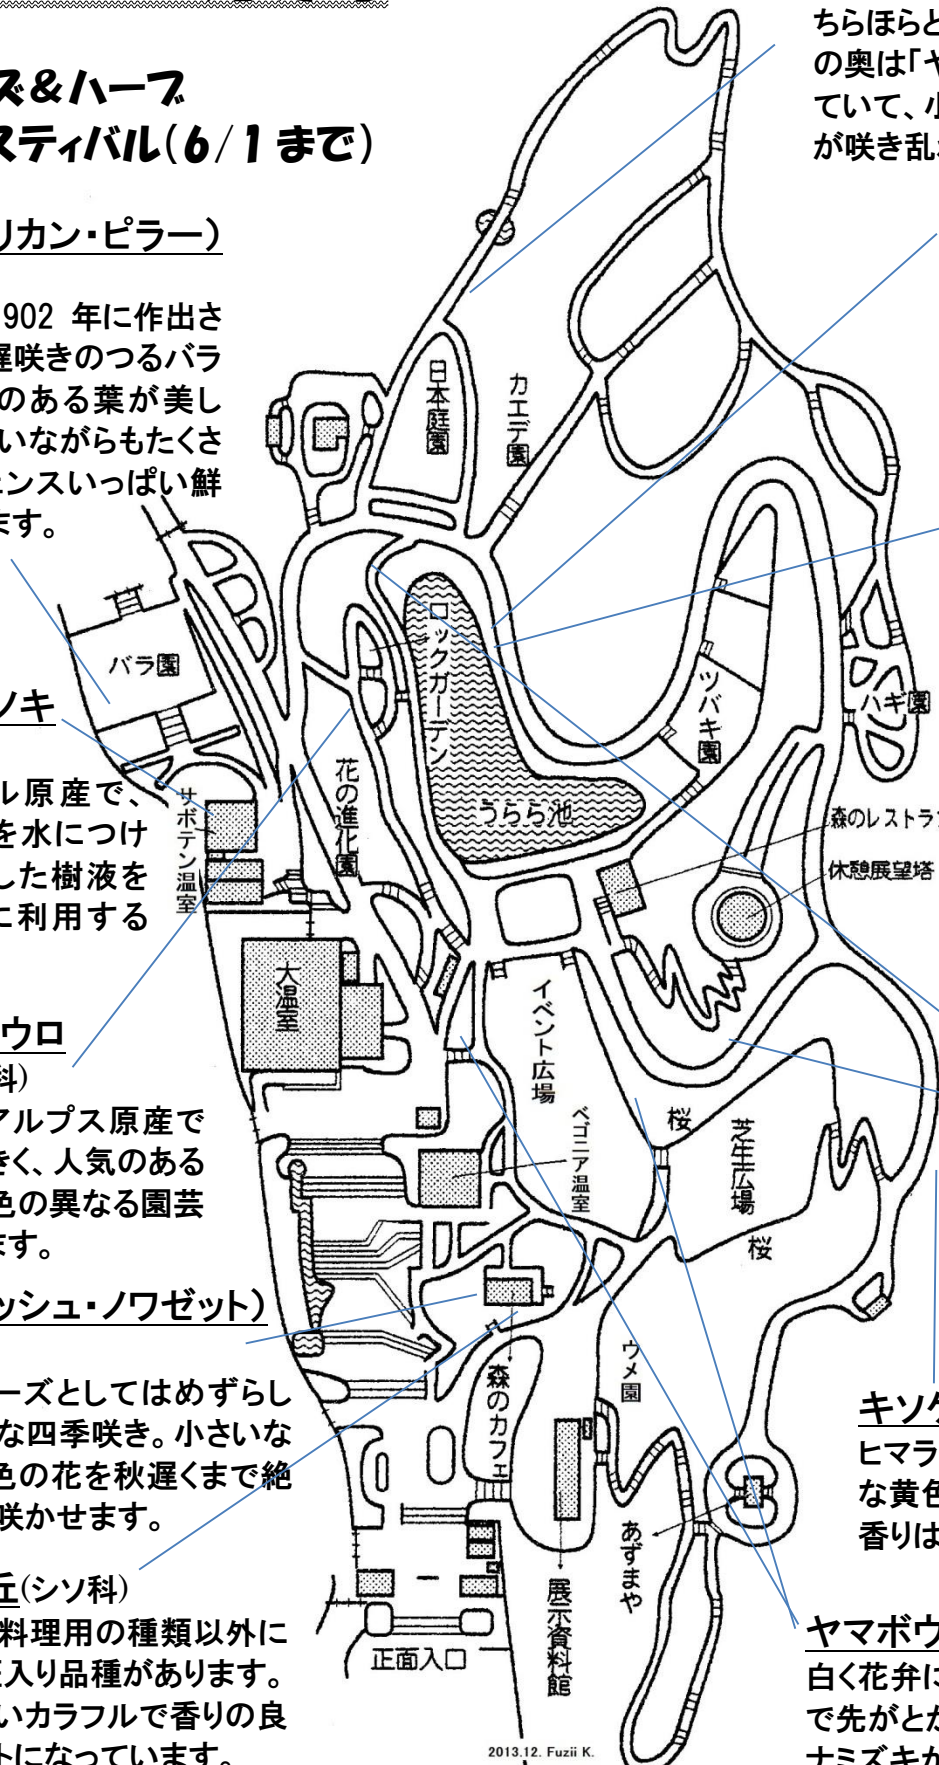 ズ&ハーブ
スティバル(6/1まで)
リカン・ピラー)
902 年に作出さ
遅咲きのつるバラ
のある葉が美し
いながらもたくさ
ェンスいっぱい鮮
ます。
ノキ
ル原産で、
を水につけ
した樹液を
に利用する
ウロ
科)
アルプス原産で
きく、人気のある
色の異なる園芸
ます。
ッシュ・ノワゼット)
ーズとしてはめずらし
な四季咲き。小さいな
色の花を秋遅くまで絶
咲かせます。
丘(シソ科)
料理用の種類以外に
入り品種があります。
いカラフルで香りの良
トになっています。
ちらほらと
の奥は「ヤ
ていて、小
が咲き乱れ
日本庭園
カエデ園
ロックガーデン
バラ園
ツバキ園
ハギ園
花の進化園
うらら池
サボテン温室
森のレストラン
休憩展望塔
大温室
イベント広場
ベゴニア温室
桜
芝生広場
桜
ウメ園
森のカフェ
あずまや
展示資料館
正面入口
キソケ
ヒマラ
な黄色
香りは
ヤマボウ
白く花弁に
で先がとが
ナミズキが
2013.12. Fuzii K.